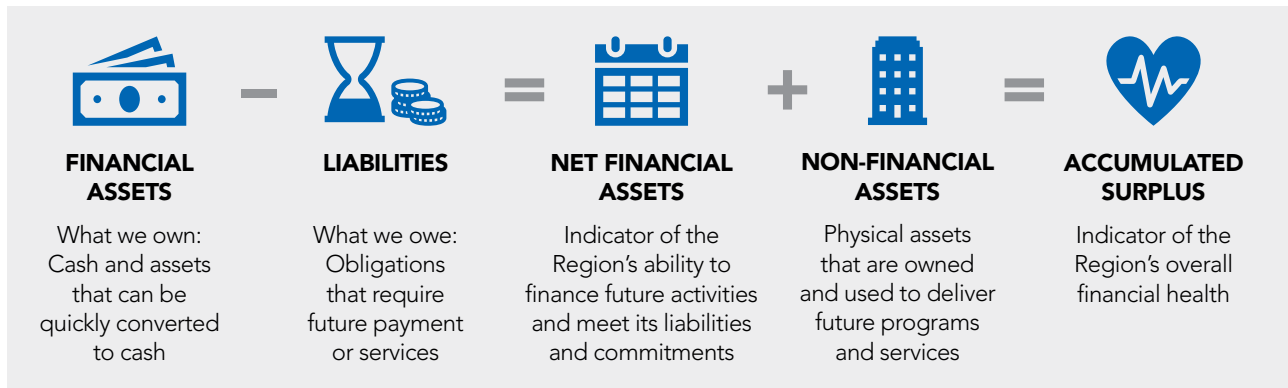 FINANCIAL
ASSETS
What we own:
Cash and assets
that can be
quickly converted
to cash
LIABILITIES
What we owe:
Obligations
that require
future payment
or services
NET FINANCIAL
ASSETS
Indicator of the
Region’s ability to
finance future activities
and meet its liabilities
and commitments
NON-FINANCIAL
ASSETS
Physical assets
that are owned
and used to deliver
future programs
and services
ACCUMULATED
SURPLUS
Indicator of the
Region’s overall
financial health